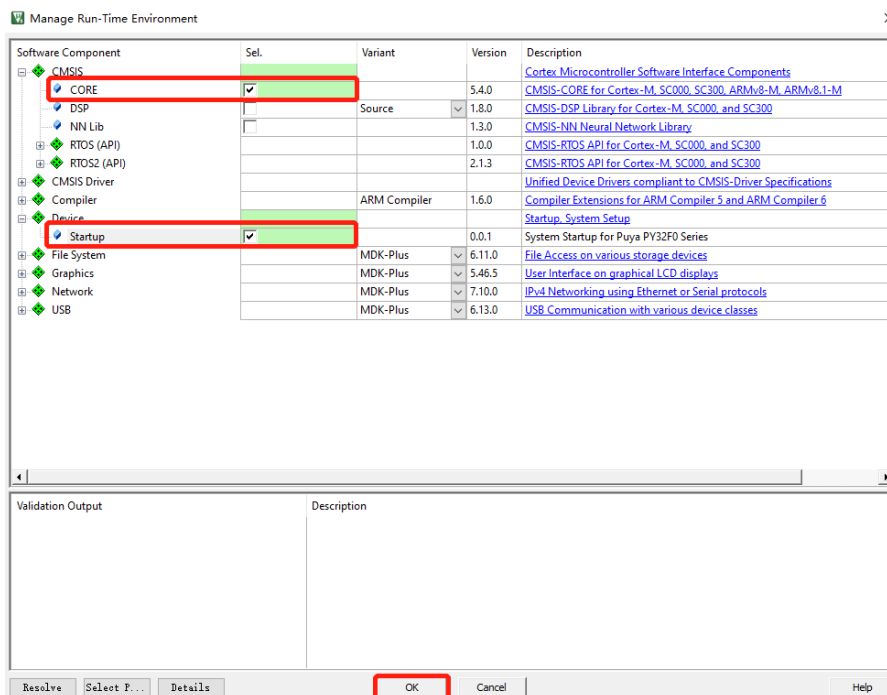 Manage Run-Time Environment
Software Component Sel. Variant Version Description
CMSIS Cortex Microcontroller Software Interface Components
CORE 5.4.0 CMSIS-CORE for Cortex-M, SC000, SC300, ARMv8-M, ARMv8.1-M
DSP Source 1.8.0 CMSIS-DSP Library for Cortex-M, SC000, and SC300
NN Lib 1.3.0 CMSIS-NN Neural Network Library
RTOS (API) 1.0.0 CMSIS-RTOS API for Cortex-M, SC000, and SC300
RTOS2 (API) 2.1.3 CMSIS-RTOS API for Cortex-M, SC000, and SC300
CMSIS Driver Unified Device Drivers compliant to CMSIS-Driver Specifications
Compiler ARM Compiler 1.6.0 Compiler Extensions for ARM Compiler 5 and ARM Compiler 6
Device Startup, System Setup
Startup 0.0.1 System Startup for Puya PY32F0 Series
File System MDK-Plus 6.11.0 File Access on various storage devices
Graphics MDK-Plus 5.46.5 User Interface on graphical LCD displays
Network MDK-Plus 7.10.0 IPv4 Networking using Ethernet or Serial protocols
USB MDK-Plus 6.13.0 USB Communication with various device classes
Validation Output Description
Resolve Select P... Details OK Cancel Help